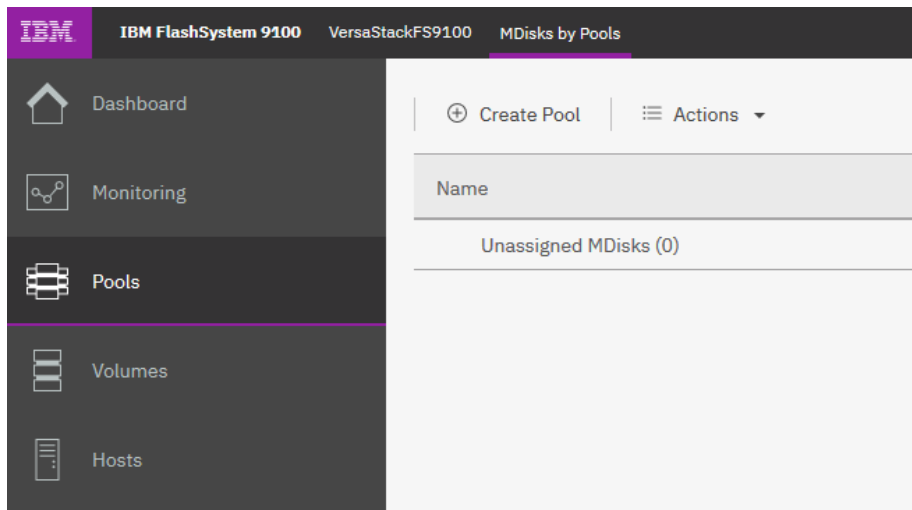 IBM IBM FlashSystem 9100 VersaStackFS9100 MDisks by Pools
Dashboard
Monitoring
Pools
Volumes
Hosts
Create Pool Actions
Name
Unassigned MDisks (0)